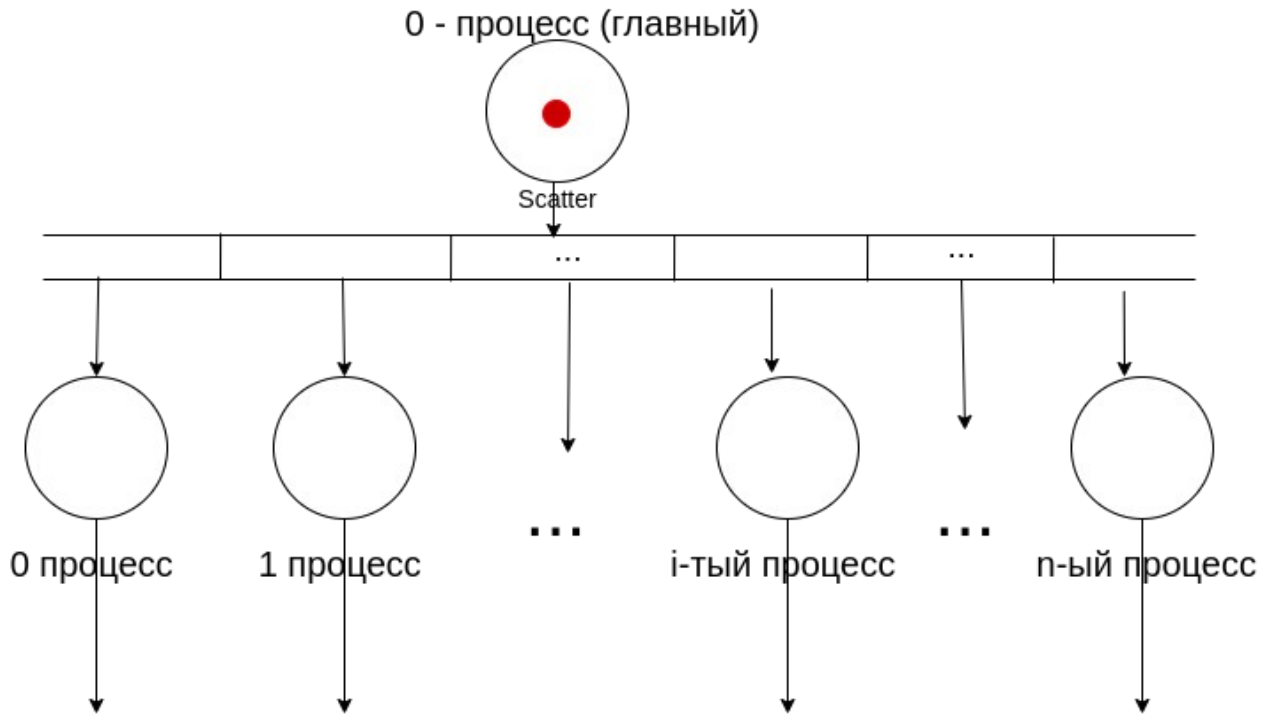 0 - процесс (главный)
Scatter
... ...
... ...
0 процесс 1 процесс i-тый процесс n-ый процесс